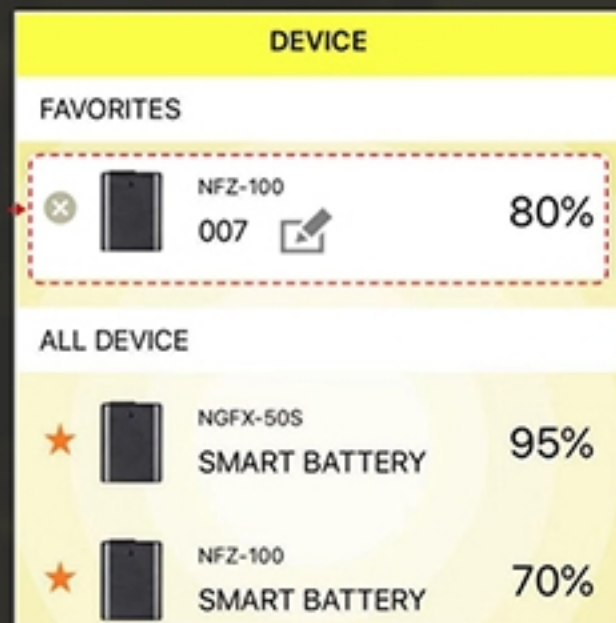 DEVICE
FAVORITES
NFZ-100
007
80%
ALL DEVICE
NGFX-50S
SMART BATTERY
95%
NFZ-100
SMART BATTERY
70%